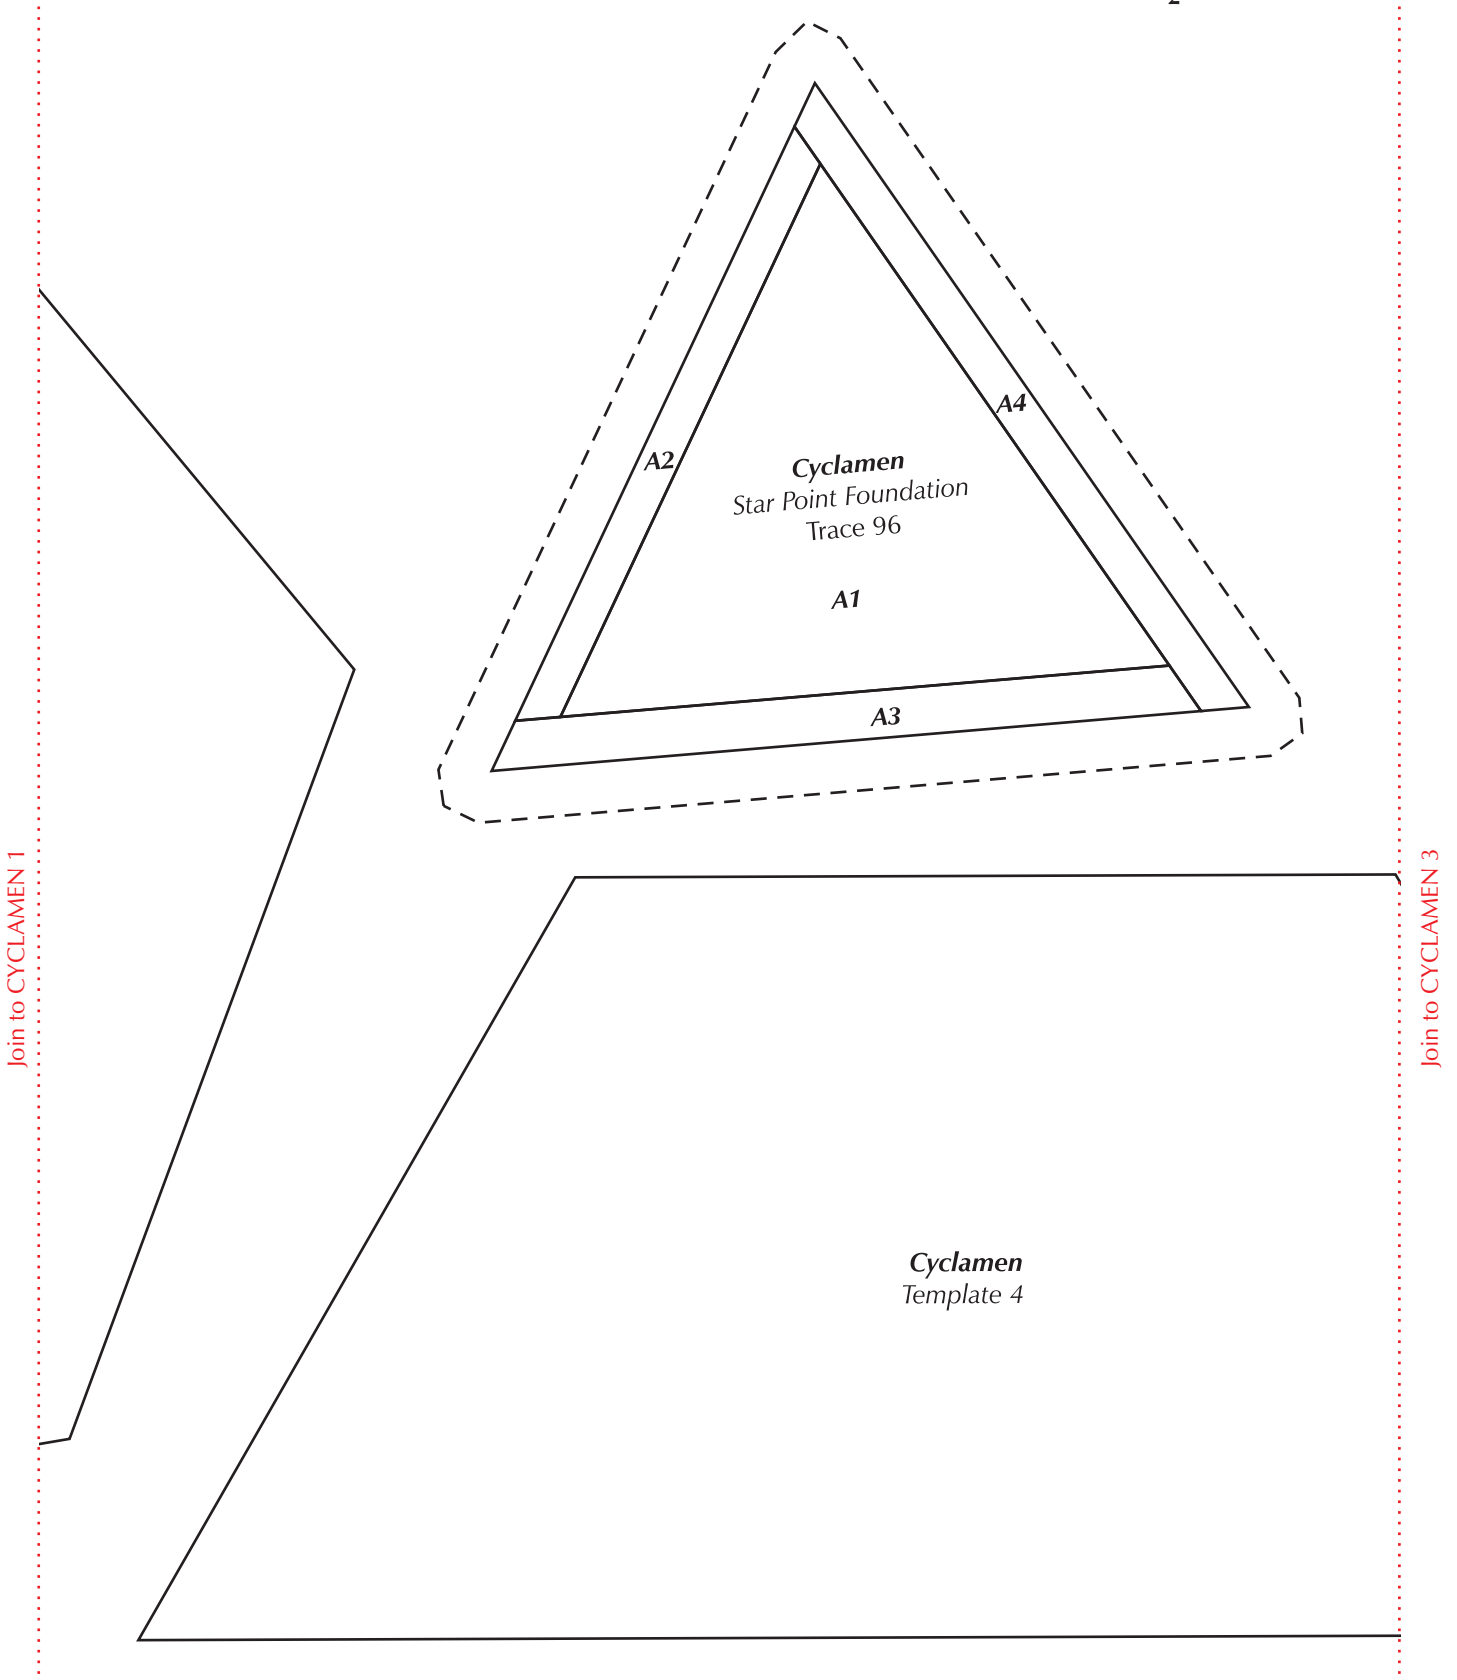 A4
A2
Cyclamen
Star Point Foundation
Trace 96
A1
A3
Join to CYCLAMEN 1
Join to CYCLAMEN 3
Cyclamen
Template 4